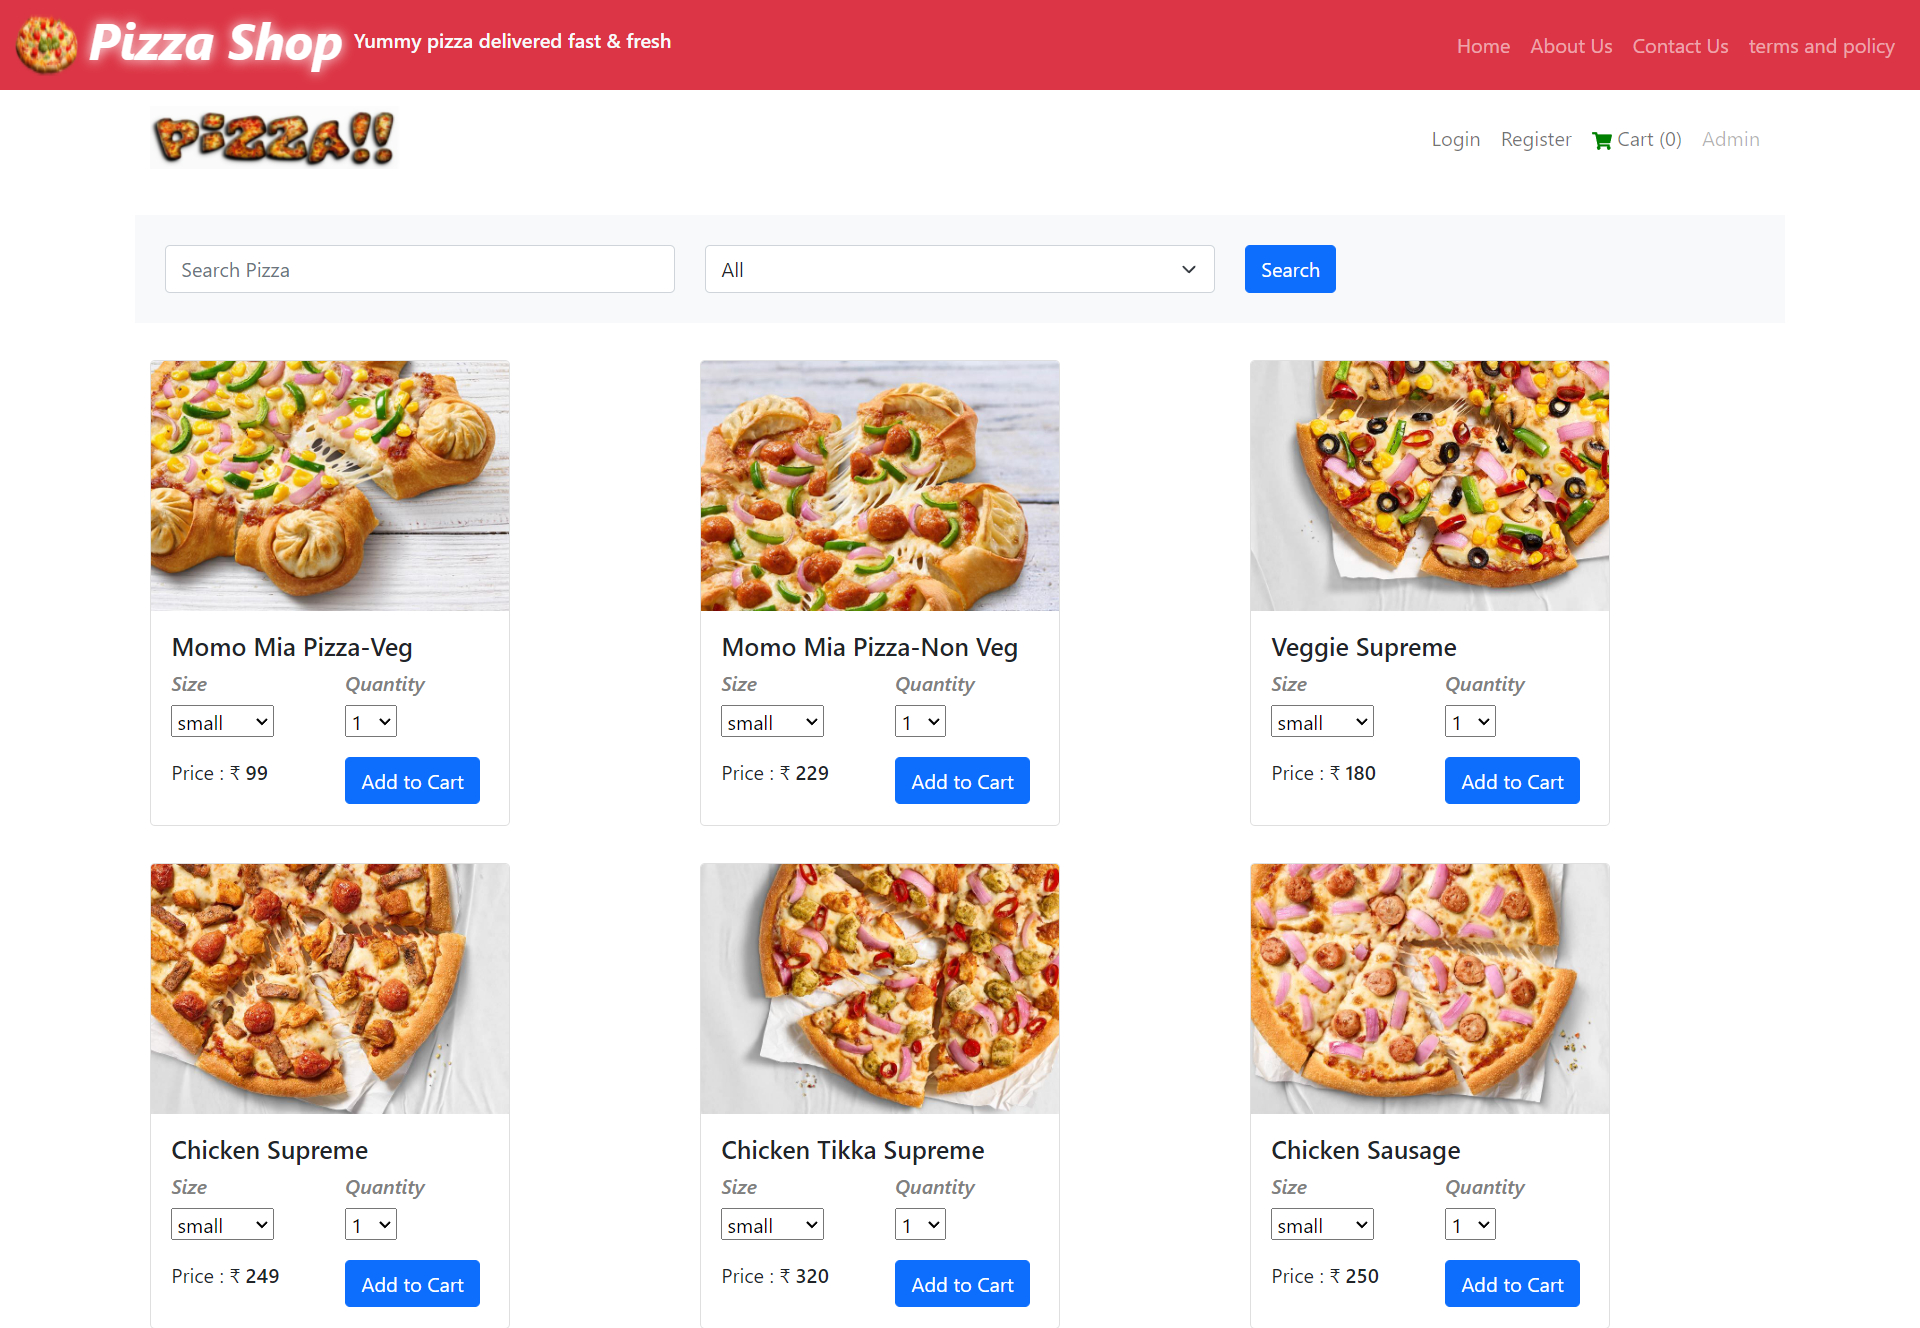 Pizza Shop Yummy pizza delivered fast & fresh
Home About Us Contact Us terms and policy
PIZZA!!
Login Register Cart (0) Admin
Search Pizza All Search
Momo Mia Pizza-Veg
Size Quantity
small 1
Price : ₹ 99 Add to Cart
Momo Mia Pizza-Non Veg
Size Quantity
small 1
Price : ₹ 229 Add to Cart
Veggie Supreme
Size Quantity
small 1
Price : ₹ 180 Add to Cart
Chicken Supreme
Size Quantity
small 1
Price : ₹ 249 Add to Cart
Chicken Tikka Supreme
Size Quantity
small 1
Price : ₹ 320 Add to Cart
Chicken Sausage
Size Quantity
small 1
Price : ₹ 250 Add to Cart